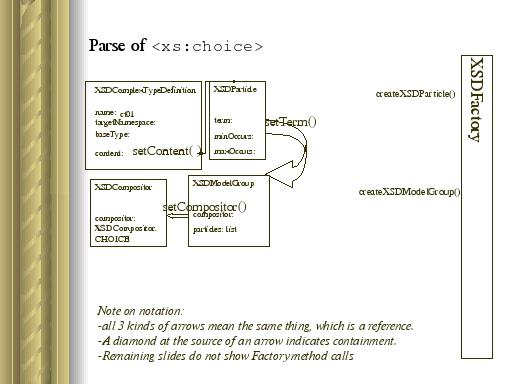 Parse of <xs:choice>
XSDComplexTypeDefinition
name: ct01
targetNamespace:
baseType:
content:
setContent( )
XSDParticle
term:
minOccurs:
maxOccurs:
setTerm()
createXSDParticle()
XSDFactory
XSDCompositor
compositor:
XSDCompositor.
CHOICE
setCompositor()
XSDModelGroup
compositor:
particles: list
createXSDModelGroup()
Note on notation:
-all 3 kinds of arrows mean the same thing, which is a reference.
-A diamond at the source of an arrow indicates containment.
-Remaining slides do not show Factory method calls